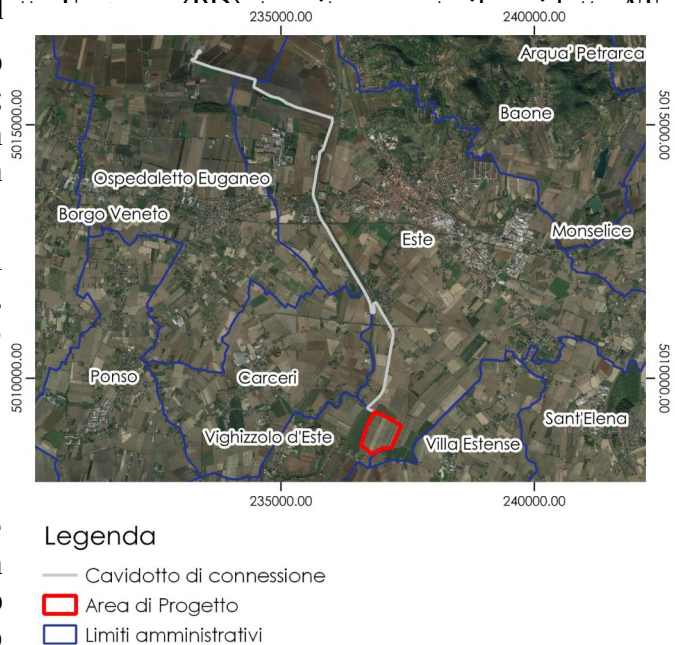 235000.00 240000.00
Arqua' Petrarca
Baone
5015000.00 5015000.00
Ospedaletto Euganeo
Borgo Veneto
Monselice
Este
Ponso
Carceri
5010000.00 5010000.00
Sant'Elena
Vighizzolo d'Este
Villa Estense
235000.00 240000.00
Legenda
Cavidotto di connessione
Area di Progetto
Limiti amministrativi